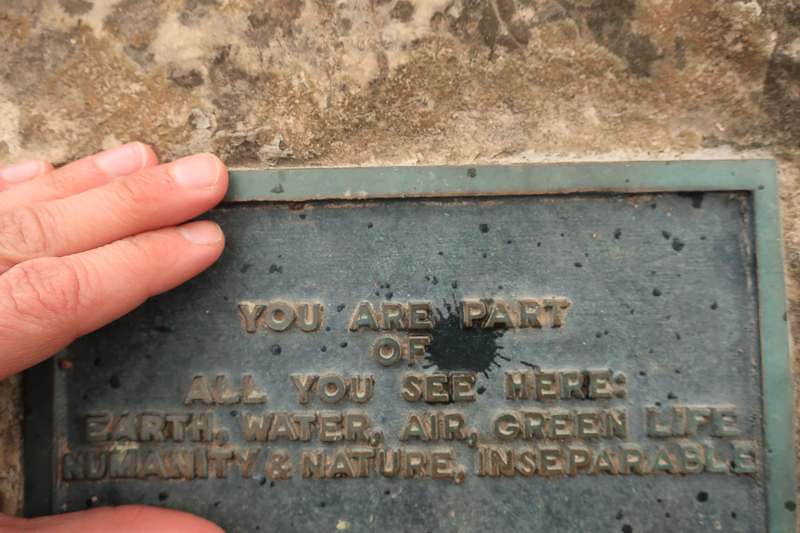 YOU ARE PART
OF
ALL YOU SEE HERE:
EARTH, WATER, AIR, GREEN LIFE
HUMANITY & NATURE, INSEPARABLE